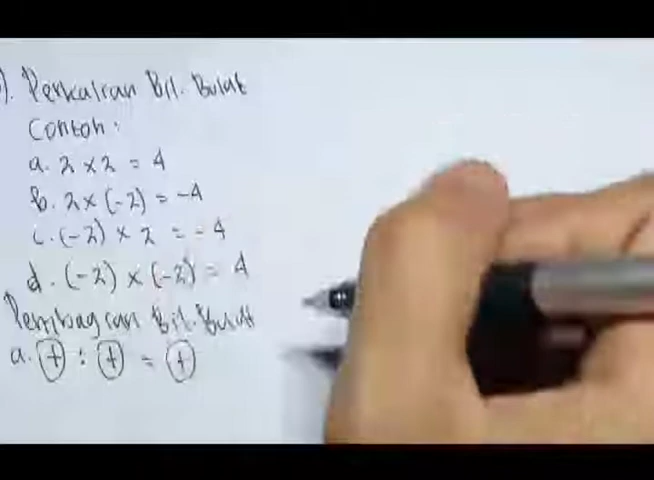 ). Perkalian Bil. Bulat
Contoh:
a. 2 × 2 = 4
b. 2 × (-2) = -4
c. (-2) × 2 = -4
d. (-2) × (-2) = 4
Pembagian Bil. Bulat
a. (+) : (+) = (+)